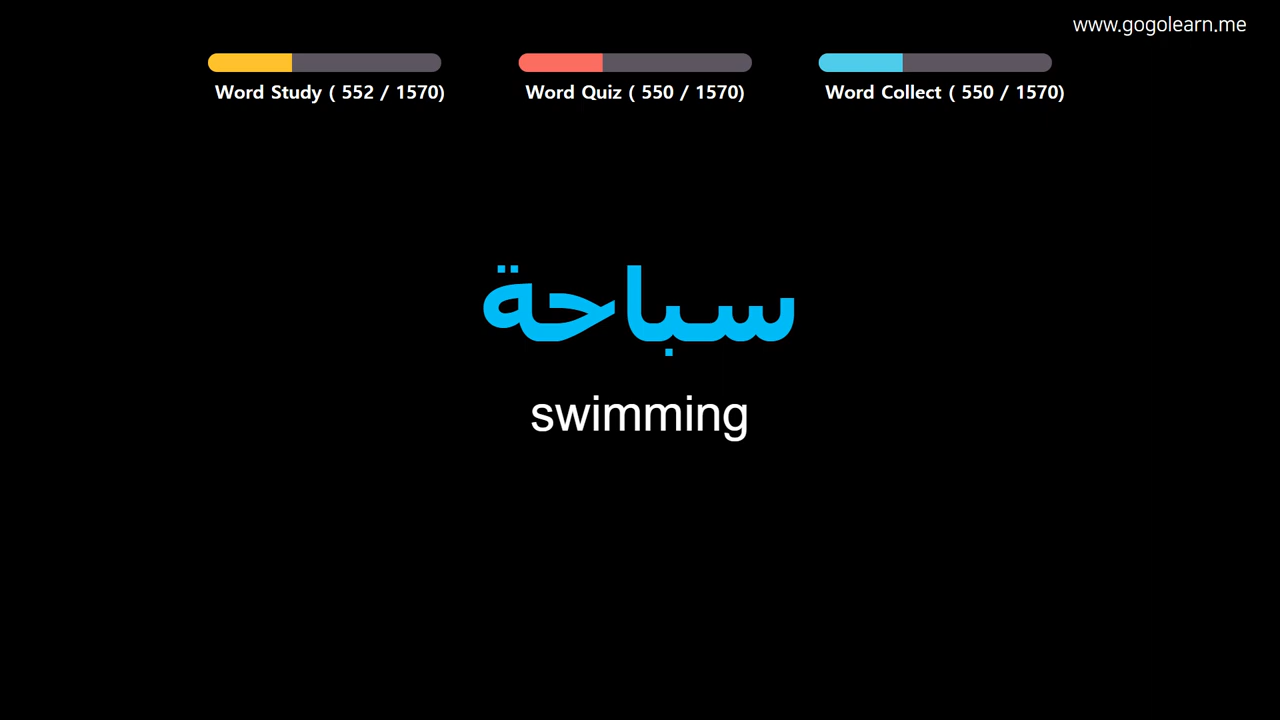 www.gogolearn.me
Word Study ( 552 / 1570)
Word Quiz ( 550 / 1570)
Word Collect ( 550 / 1570)
سباحة
swimming